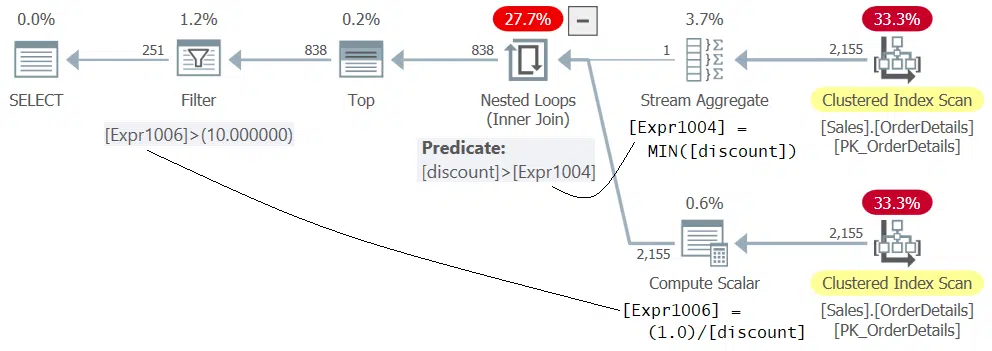 0.0%
1.2%
0.2%
27.7%
3.7%
33.3%
251
838
838
1
2,155
SELECT
Filter
Top
Nested Loops
(Inner Join)
Stream Aggregate
Clustered Index Scan
[Expr1006]>(10.000000)
Predicate:
[discount]>[Expr1004]
[Expr1004] =
MIN([discount])
[Sales].[OrderDetails]
[PK_OrderDetails]
0.6%
33.3%
2,155
2,155
Compute Scalar
Clustered Index Scan
[Expr1006] =
(1.0)/[discount]
[Sales].[OrderDetails]
[PK_OrderDetails]